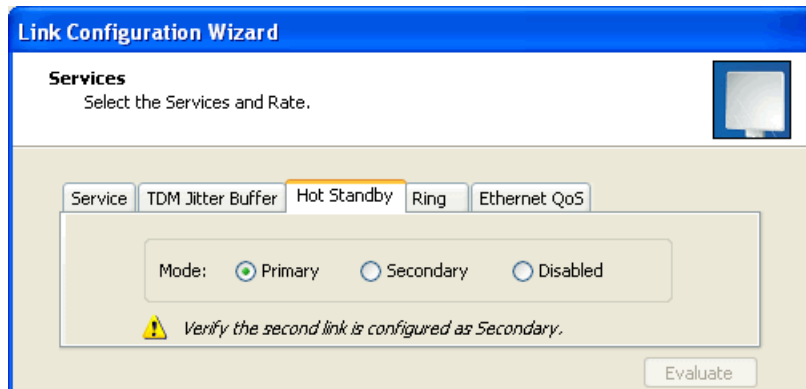 Link Configuration Wizard
Services
Select the Services and Rate.
Service TDM Jitter Buffer Hot Standby Ring Ethernet QoS
Mode: Primary Secondary Disabled
Verify the second link is configured as Secondary.
Evaluate